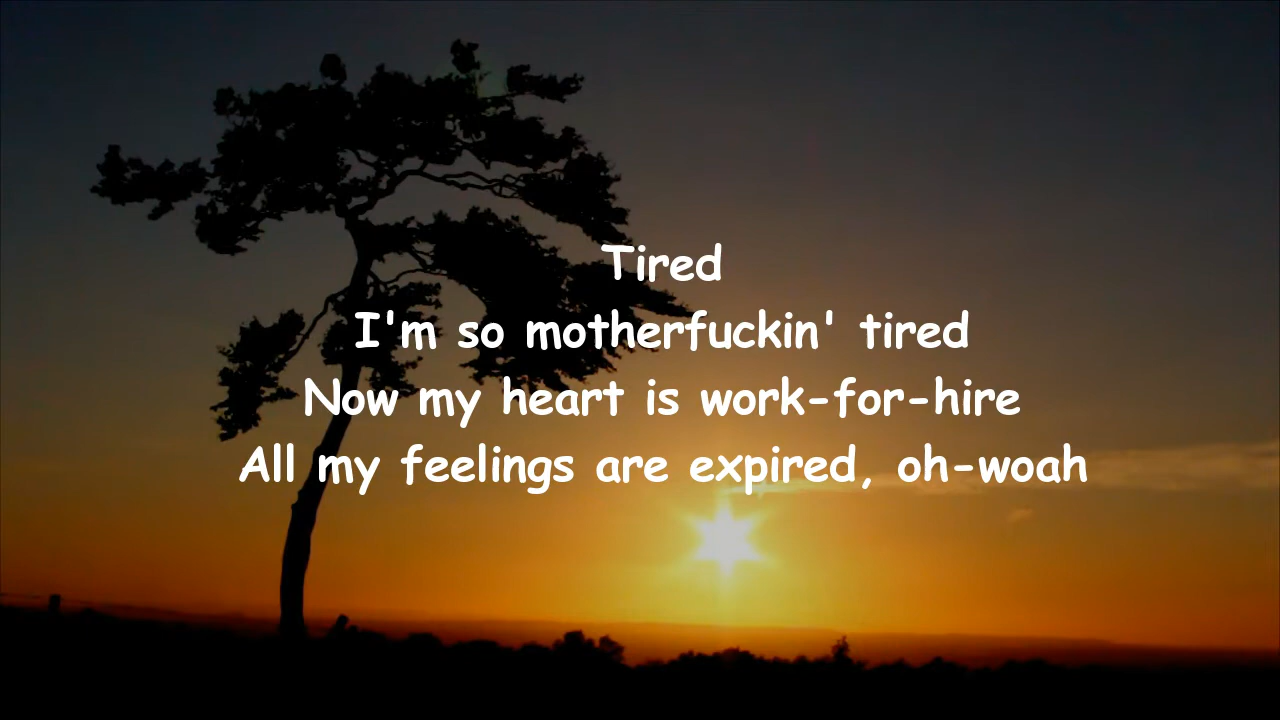 Tired
I'm so motherfuckin' tired
Now my heart is work-for-hire
All my feelings are expired, oh-woah